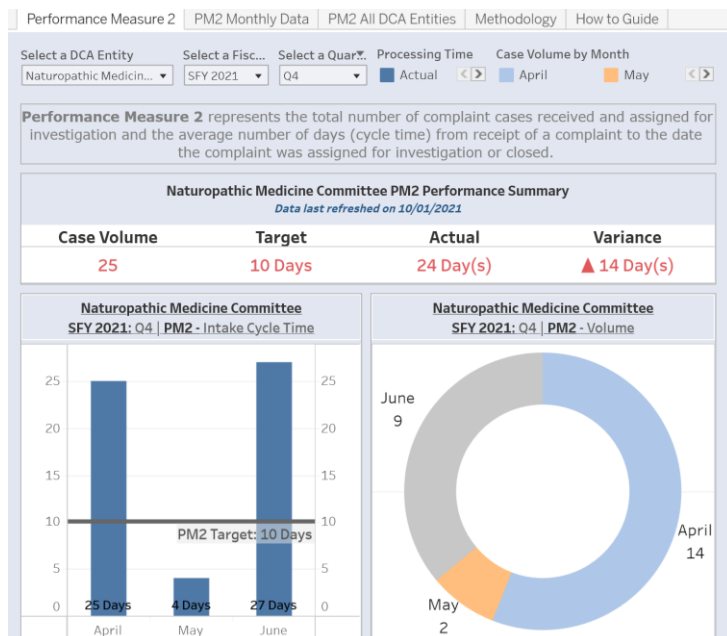 Performance Measure 2
PM2 Monthly Data
PM2 All DCA Entities
Methodology
How to Guide
Select a DCA Entity
Select a Fisc...
Select a Quar...
Processing Time
Case Volume by Month
Naturopathic Medicin...
SFY 2021
Q4
Actual
April
May
Performance Measure 2 represents the total number of complaint cases received and assigned for
investigation and the average number of days (cycle time) from receipt of a complaint to the date
the complaint was assigned for investigation or closed.
Naturopathic Medicine Committee PM2 Performance Summary
Data last refreshed on 10/01/2021
Case Volume
Target
Actual
Variance
25
10 Days
24 Day(s)
▲ 14 Day(s)
Naturopathic Medicine Committee
SFY 2021: Q4 | PM2 - Intake Cycle Time
25
20
15
10
5
0
25
20
15
10
5
0
PM2 Target: 10 Days
25 Days
4 Days
27 Days
April
May
June
Naturopathic Medicine Committee
SFY 2021: Q4 | PM2 - Volume
June
9
April
14
May
2